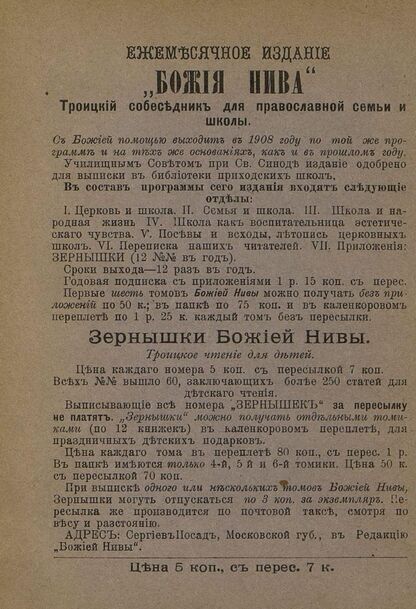 ЕЖЕМѢСЯЧНОЕ ИЗДАНІЕ
„БОЖІЯ НИВА“
Троицкій собесѣдникъ для православной семьи и
школы.
Съ Божіей помощью выходитъ въ 1908 году по той же про-
граммѣ и на тѣхъ же основаніяхъ, какъ и въ прошломъ году.
Училищнымъ Совѣтомъ при Св. Синодѣ изданіе одобрено
для выписки въ библіотеки приходскихъ школъ.
Въ составъ программы сего изданія входятъ слѣдующіе
отдѣлы:
I. Церковь и школа. II. Семья и школа. III. Школа и на-
родная жизнь IV. Школа какъ воспитательница эстетиче-
скаго чувства. V. Посѣвы и всходы, лѣтопись церковныхъ
школъ. VI. Переписка нашихъ читателей. VII. Приложенія:
ЗЕРНЫШКИ (12 №№ въ годъ).
Сроки выхода—12 разъ въ годъ.
Годовая подписка съ приложеніями 1 р. 15 коп. съ перес.
Первые шесть томовъ Божіей Нивы можно получать безъ при-
ложеній по 50 к.; въ папкѣ по 75 коп. и въ каленкоровомъ
переплетѣ по 1 р. 25 к. каждый томъ безъ пересылки.
Зернышки Божіей Нивы.
Троицкое чтеніе для дѣтей.
Цѣна каждаго номера 5 коп. съ пересылкой 7 коп.
Всѣхъ №№ вышло 60, заключающихъ болѣе 250 статей для
дѣтскаго чтенія.
Выписывающіе всѣ номера „ЗЕРНЫШЕКЪ“ за пересылку
не платятъ. „Зернышки“ можно получать отдѣльными томи-
ками (по 12 книжекъ) въ каленкоровомъ переплетѣ, для
праздничныхъ дѣтскихъ подарковъ.
Цѣна каждаго тома въ переплетѣ 80 коп., съ перес. 1 р.
Въ папкѣ имѣются только 4-й, 5 й и 6-й томики. Цѣна 50 к.
съ пересылкой 70 коп.
При выпискѣ одного или нѣсколькихъ томовъ Божіей Нивы,
Зернышки могутъ отпускаться по 3 коп. за экземпляръ. Пе-
ресылка же производится по почтовой таксѣ, смотря по
вѣсу и разстоянію.
АДРЕСЪ: Сергіевъ Посадъ, Московской губ., въ Редакцію
„Божіей Нивы“.
Цѣна 5 коп., съ перес. 7 к.